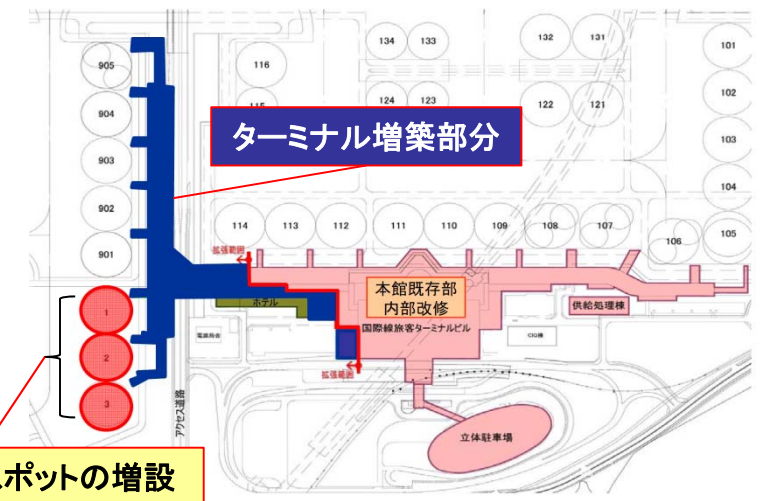 134
133
132
131
101
905
116
102
124
123
122
121
904
115
ターミナル増築部分
103
903
104
902
114
113
112
111
110
109
108
107
106
105
901
拡張範囲
本館既存部
内部改修
ホテル
供給処理棟
国際線旅客ターミナルビル
1
CIQ棟
2
拡張範囲
3
アクセス道路
立体駐車場
スポットの増設